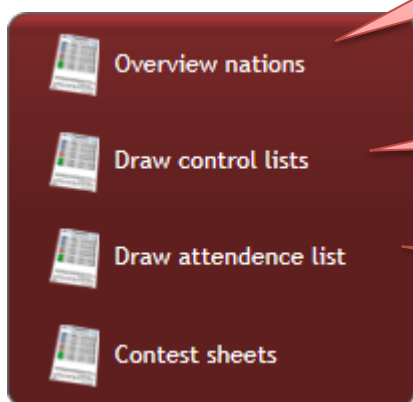 Overview nations
Draw control lists
Draw attendence list
Contest sheets